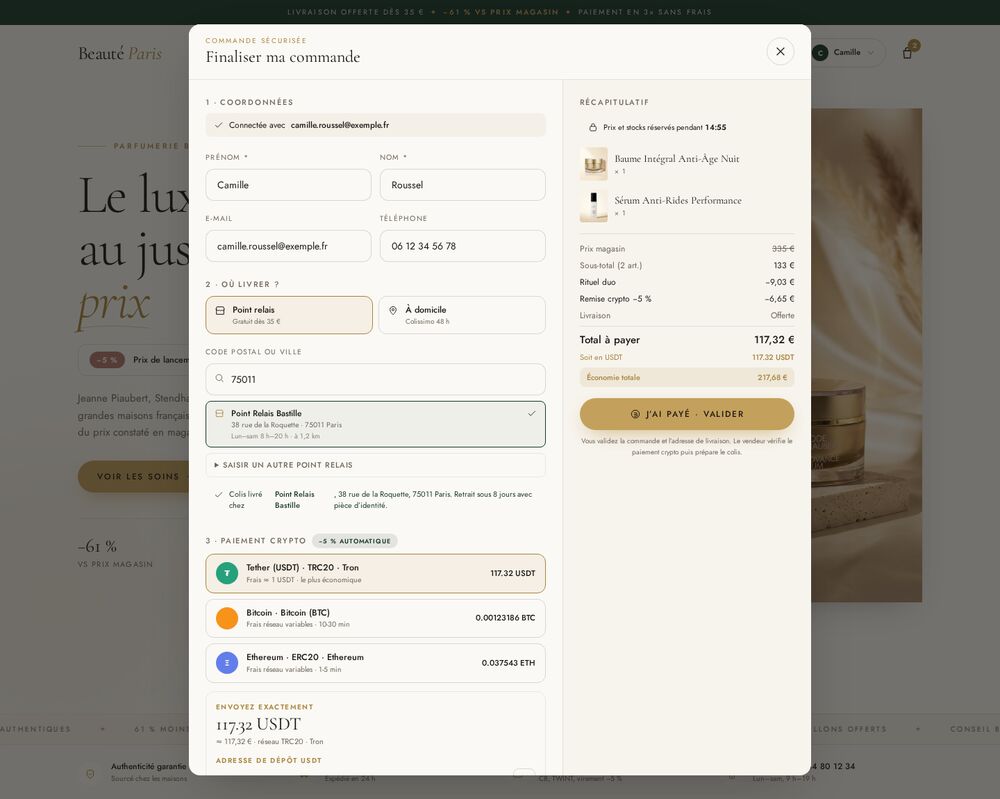 LIVRAISON OFFERTE DÈS 35 € ✦ −61 % VS PRIX MAGASIN ✦ PAIEMENT EN 3× SANS FRAIS
Beauté Paris
C Camille
2
PARFUMERIE B
Le lux
au jus
prix
−5 % Prix de lancem
Jeanne Piaubert, Stendha
grandes maisons français
du prix constaté en maga
VOIR LES SOINS
−61 %
VS PRIX MAGASIN
COMMANDE SÉCURISÉE
Finaliser ma commande
1 · COORDONNÉES
Connectée avec camille.roussel@exemple.fr
PRÉNOM * NOM *
Camille Roussel
E-MAIL TÉLÉPHONE
camille.roussel@exemple.fr 06 12 34 56 78
2 · OÙ LIVRER ?
Point relais À domicile
Gratuit dès 35 € Colissimo 48 h
CODE POSTAL OU VILLE
75011
Point Relais Bastille
38 rue de la Roquette · 75011 Paris
Lun–sam 8 h–20 h · à 1,2 km
▶ SAISIR UN AUTRE POINT RELAIS
Colis livré chez Point Relais Bastille , 38 rue de la Roquette, 75011 Paris. Retrait sous 8 jours avec pièce d'identité.
3 · PAIEMENT CRYPTO −5 % AUTOMATIQUE
Tether (USDT) · TRC20 · Tron 117.32 USDT
Frais ≈ 1 USDT · le plus économique
Bitcoin · Bitcoin (BTC) 0.00123186 BTC
Frais réseau variables · 10-30 min
Ethereum · ERC20 · Ethereum 0.037543 ETH
Frais réseau variables · 1-5 min
ENVOYEZ EXACTEMENT
117.32 USDT
≈ 117,32 € · réseau TRC20 · Tron
ADRESSE DE DÉPÔT USDT
RÉCAPITULATIF
Prix et stocks réservés pendant 14:55
Baume Intégral Anti-Âge Nuit
× 1
Sérum Anti-Rides Performance
× 1
Prix magasin 335 €
Sous-total (2 art.) 133 €
Rituel duo −9,03 €
Remise crypto −5 % −6,65 €
Livraison Offerte
Total à payer 117,32 €
Soit en USDT 117.32 USDT
Économie totale 217,68 €
J'AI PAYÉ · VALIDER
Vous validez la commande et l'adresse de livraison. Le vendeur vérifie le
paiement crypto puis prépare le colis.
AUTHENTIQUES ✦ 61 % MOINS
LLONS OFFERTS ✦ CONSEIL B
Authenticité garantie
Sourcé chez les maisons
Expédié en 24 h
CB, TWINT, virement −5 %
4 80 12 34
Lun–sam. 9 h–19 h